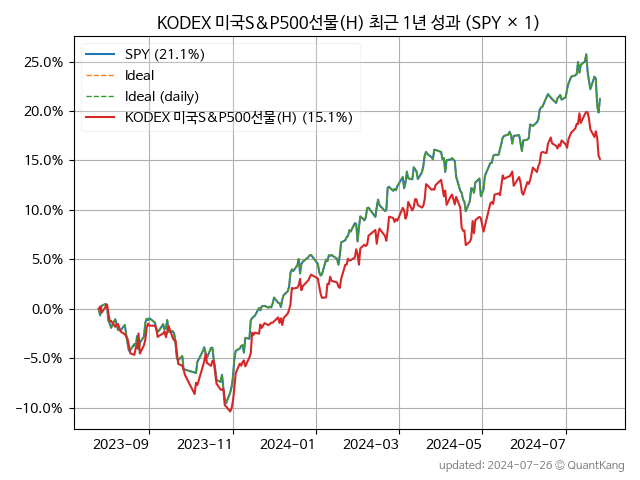 KODEX 미국S&P500선물(H) 최근 1년 성과 (SPY × 1)
SPY (21.1%)
Ideal
Ideal (daily)
KODEX 미국S&P500선물(H) (15.1%)
25.0%
20.0%
15.0%
10.0%
5.0%
0.0%
−5.0%
−10.0%
2023−09 2023−11 2024−01 2024−03 2024−05 2024−07
updated: 2024-07-26 © QuantKang